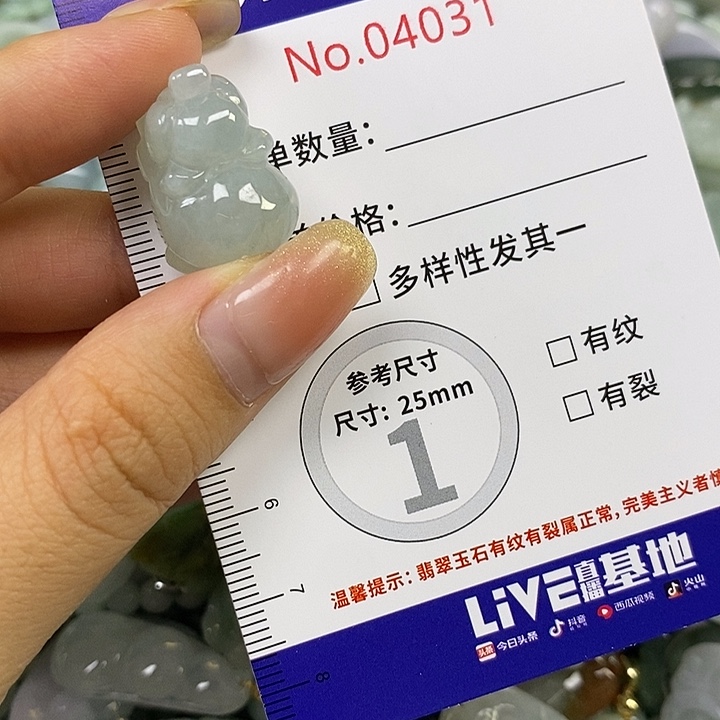 No.04031
单数量：
价格：
□ 多样性发其一
□ 有纹
□ 有裂
参考尺寸
尺寸: 25mm
1
温馨提示：翡翠玉石有纹有裂属正常，完美主义者慎
6
7
8
LiVE直播基地
头条 今日头条 抖音 西瓜视频 火山